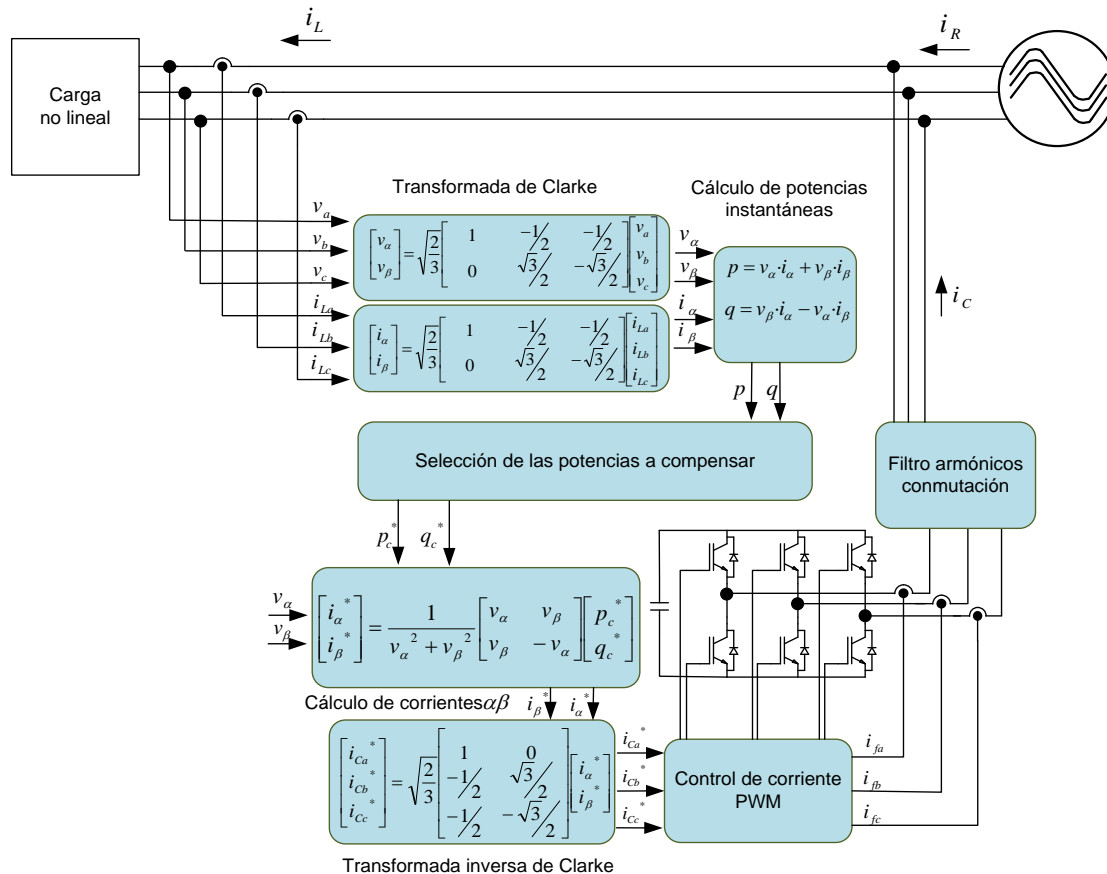 i_L
i_R
Carga
no lineal
Transformada de Clarke
Cálculo de potencias
instantáneas
v_a
v_b
v_c
[v_α; v_β] = √(2/3) [1 −1/2 −1/2; 0 √3/2 −√3/2] [v_a; v_b; v_c]
v_α
v_β
p = v_α·i_α + v_β·i_β
q = v_β·i_α − v_α·i_β
i_C
i_La
i_Lb
i_Lc
[i_α; i_β] = √(2/3) [1 −1/2 −1/2; 0 √3/2 −√3/2] [i_La; i_Lb; i_Lc]
i_α
i_β
p
q
Selección de las potencias a compensar
Filtro armónicos
conmutación
p_c^*
q_c^*
v_α
v_β
[i_α^*; i_β^*] = 1/(v_α^2 + v_β^2) [v_α v_β; v_β −v_α] [p_c^*; q_c^*]
Cálculo de corrientes αβ
i_β^*
i_α^*
[i_Ca^*; i_Cb^*; i_Cc^*] = √(2/3) [1 0; −1/2 √3/2; −1/2 −√3/2] [i_α^*; i_β^*]
i_Ca^*
i_Cb^*
i_Cc^*
Control de corriente
PWM
i_fa
i_fb
i_fc
Transformada inversa de Clarke